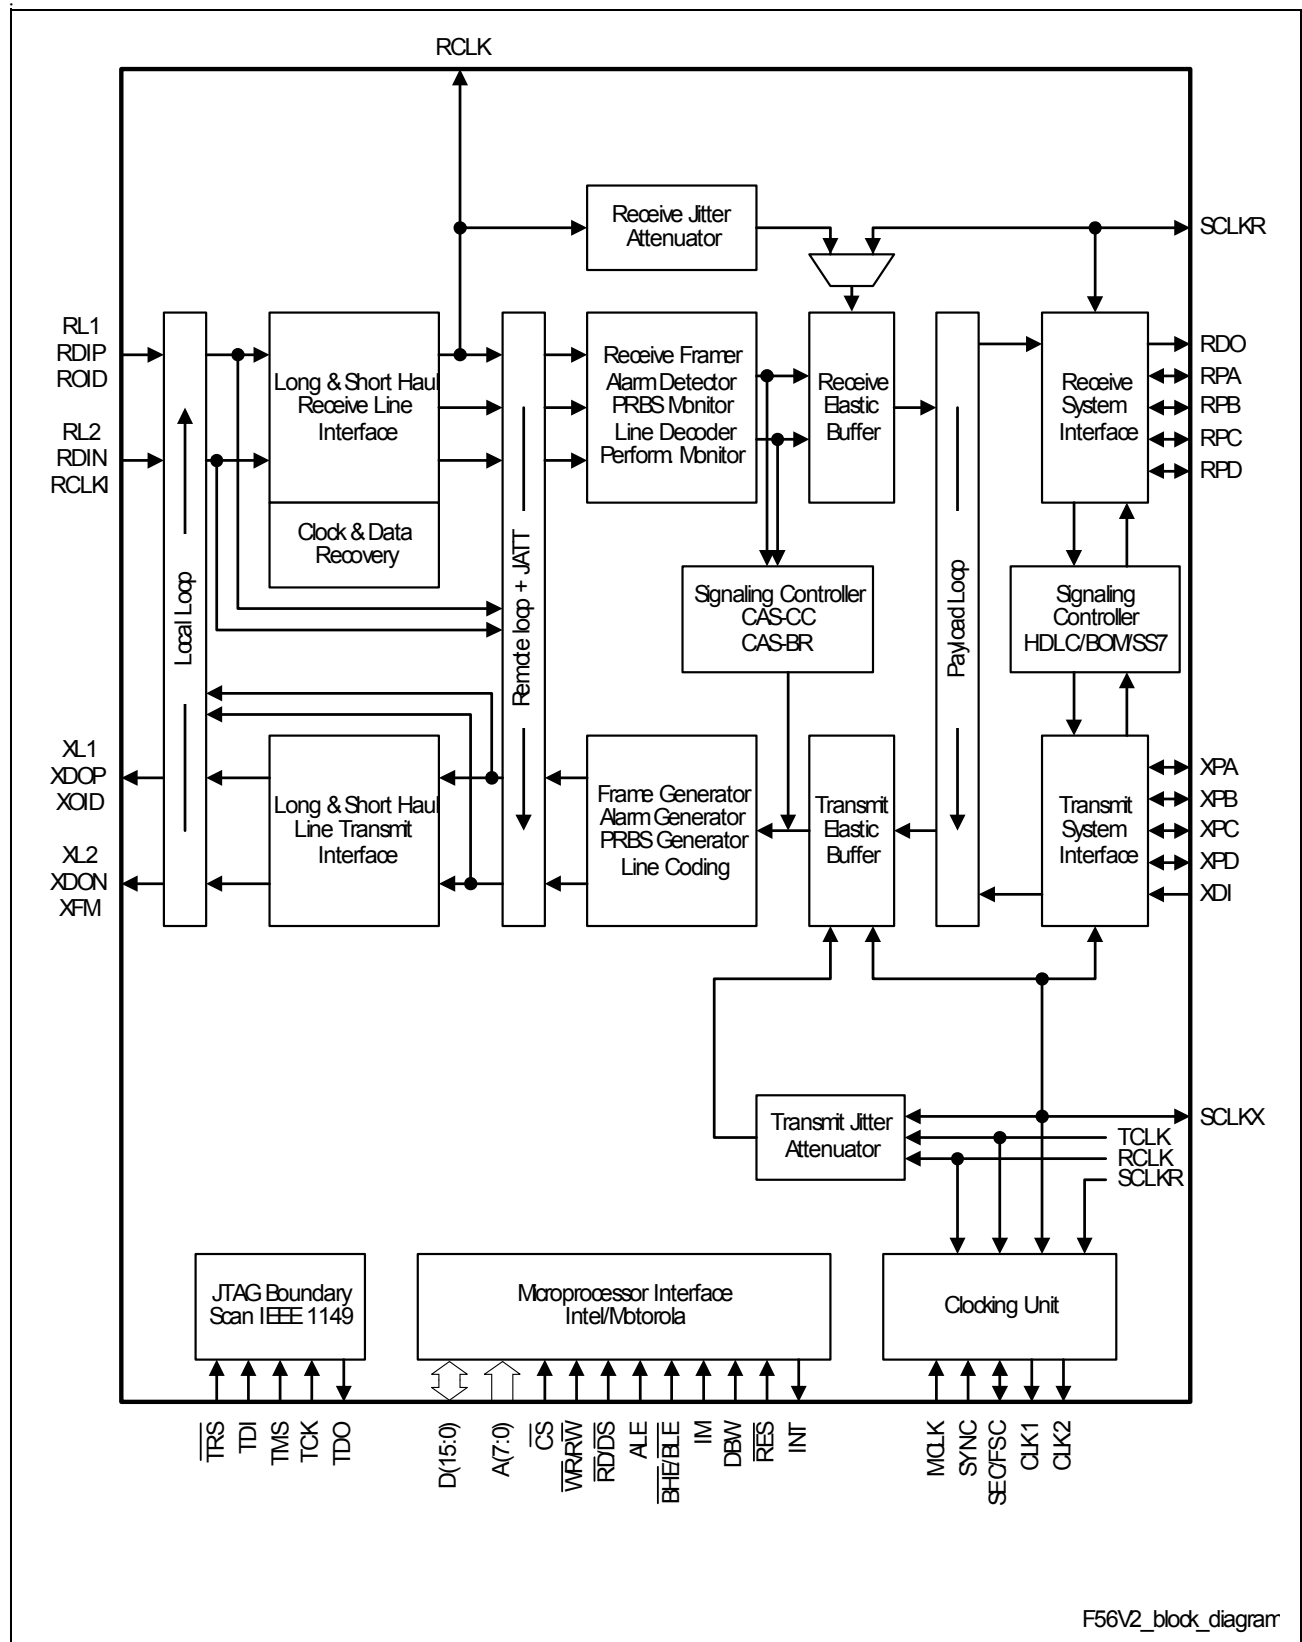 RCLK
Receive Jitter
Attenuator
SCLKR
RL1
RDIP
ROID
RL2
RDIN
RCLKI
Local Loop
Long & Short Haul
Receive Line
Interface
Clock & Data
Recovery
Remote loop + JATT
Receive Framer
Alarm Detector
PRBS Monitor
Line Decoder
Perform. Monitor
Receive
Elastic
Buffer
Payload Loop
Receive
System
Interface
RDO
RPA
RPB
RPC
RPD
Signaling Controller
CAS-CC
CAS-BR
Signaling
Controller
HDLC/BOM/SS7
XL1
XDOP
XOID
XL2
XDON
XFM
Long & Short Haul
Line Transmit
Interface
Frame Generator
Alarm Generator
PRBS Generator
Line Coding
Transmit
Elastic
Buffer
Transmit
System
Interface
XPA
XPB
XPC
XPD
XDI
Transmit Jitter
Attenuator
SCLKX
TCLK
RCLK
SCLKR
JTAG Boundary
Scan IEEE 1149
Microprocessor Interface
Intel/Motorola
Clocking Unit
TRS
TDI
TMS
TCK
TDO
D(15:0)
A(7:0)
CS
WR/RW
RD/DS
ALE
BHE/BLE
IM
DBW
RES
INT
MCLK
SYNC
SEC/FSC
CLK1
CLK2
F56V2_block_diagram